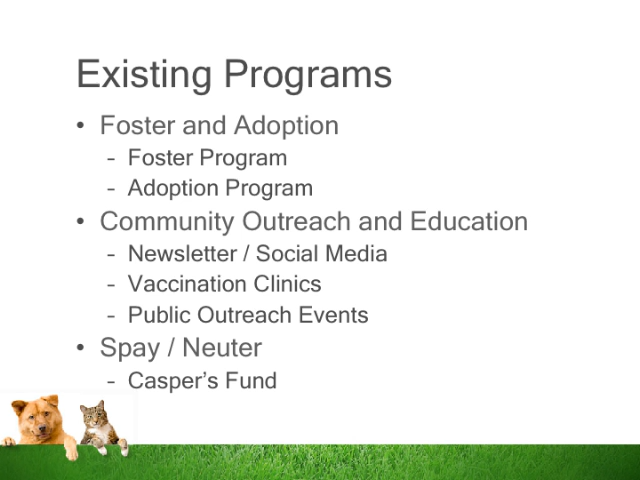 Existing Programs
• Foster and Adoption
– Foster Program
– Adoption Program
• Community Outreach and Education
– Newsletter / Social Media
– Vaccination Clinics
– Public Outreach Events
• Spay / Neuter
– Casper’s Fund